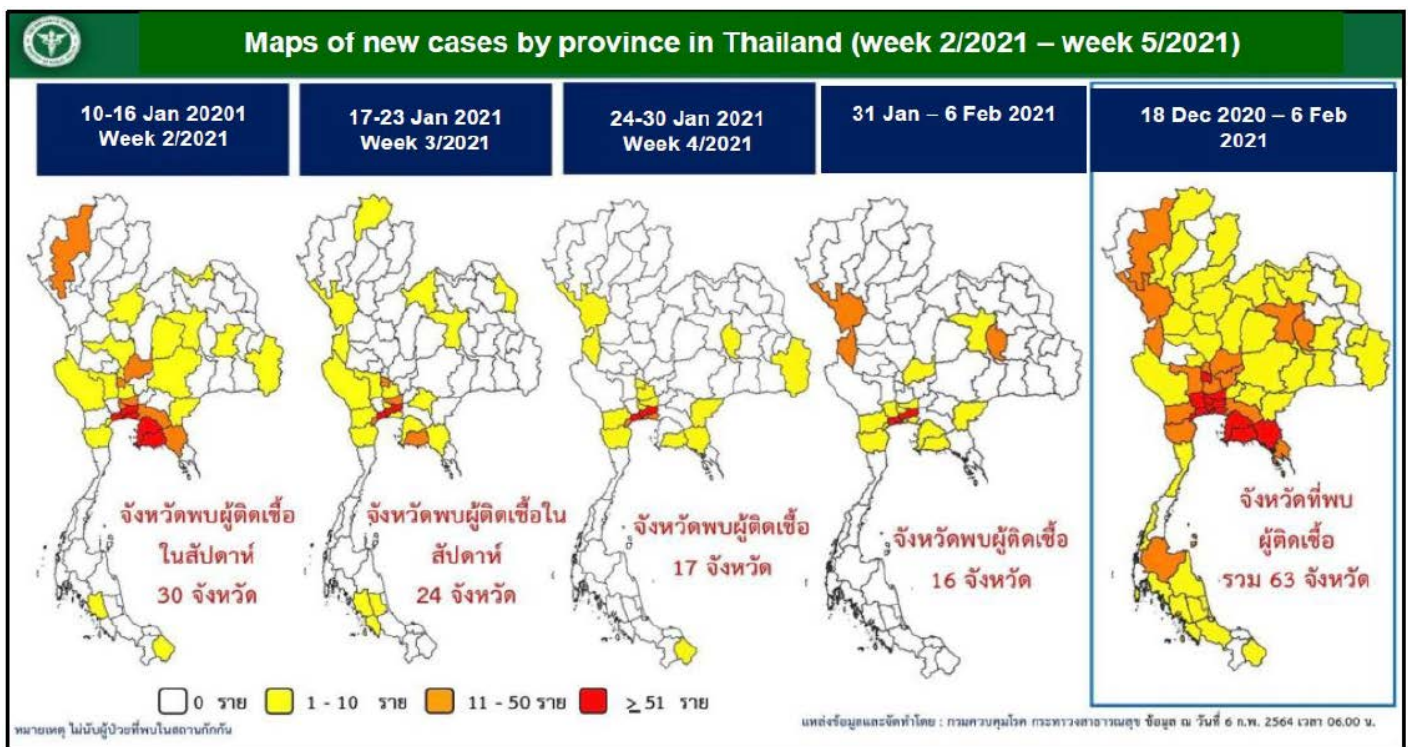 Maps of new cases by province in Thailand (week 2/2021 – week 5/2021)
10-16 Jan 20201
Week 2/2021
17-23 Jan 2021
Week 3/2021
24-30 Jan 2021
Week 4/2021
31 Jan – 6 Feb 2021
18 Dec 2020 – 6 Feb
2021
จังหวัดพบผู้ติดเชื้อ
ในสัปดาห์
30 จังหวัด
จังหวัดพบผู้ติดเชื้อใน
สัปดาห์
24 จังหวัด
จังหวัดพบผู้ติดเชื้อ
17 จังหวัด
จังหวัดพบผู้ติดเชื้อ
16 จังหวัด
จังหวัดที่พบ
ผู้ติดเชื้อ
รวม 63 จังหวัด
0 ราย 1 - 10 ราย 11 - 50 ราย ≥ 51 ราย
หมายเหตุ ไม่นับผู้ป่วยที่พบในสถานกักกัน
แหล่งข้อมูลและจัดทำโดย : กรมควบคุมโรค กระทรวงสาธารณสุข ข้อมูล ณ วันที่ 6 ก.พ. 2564 เวลา 06.00 น.